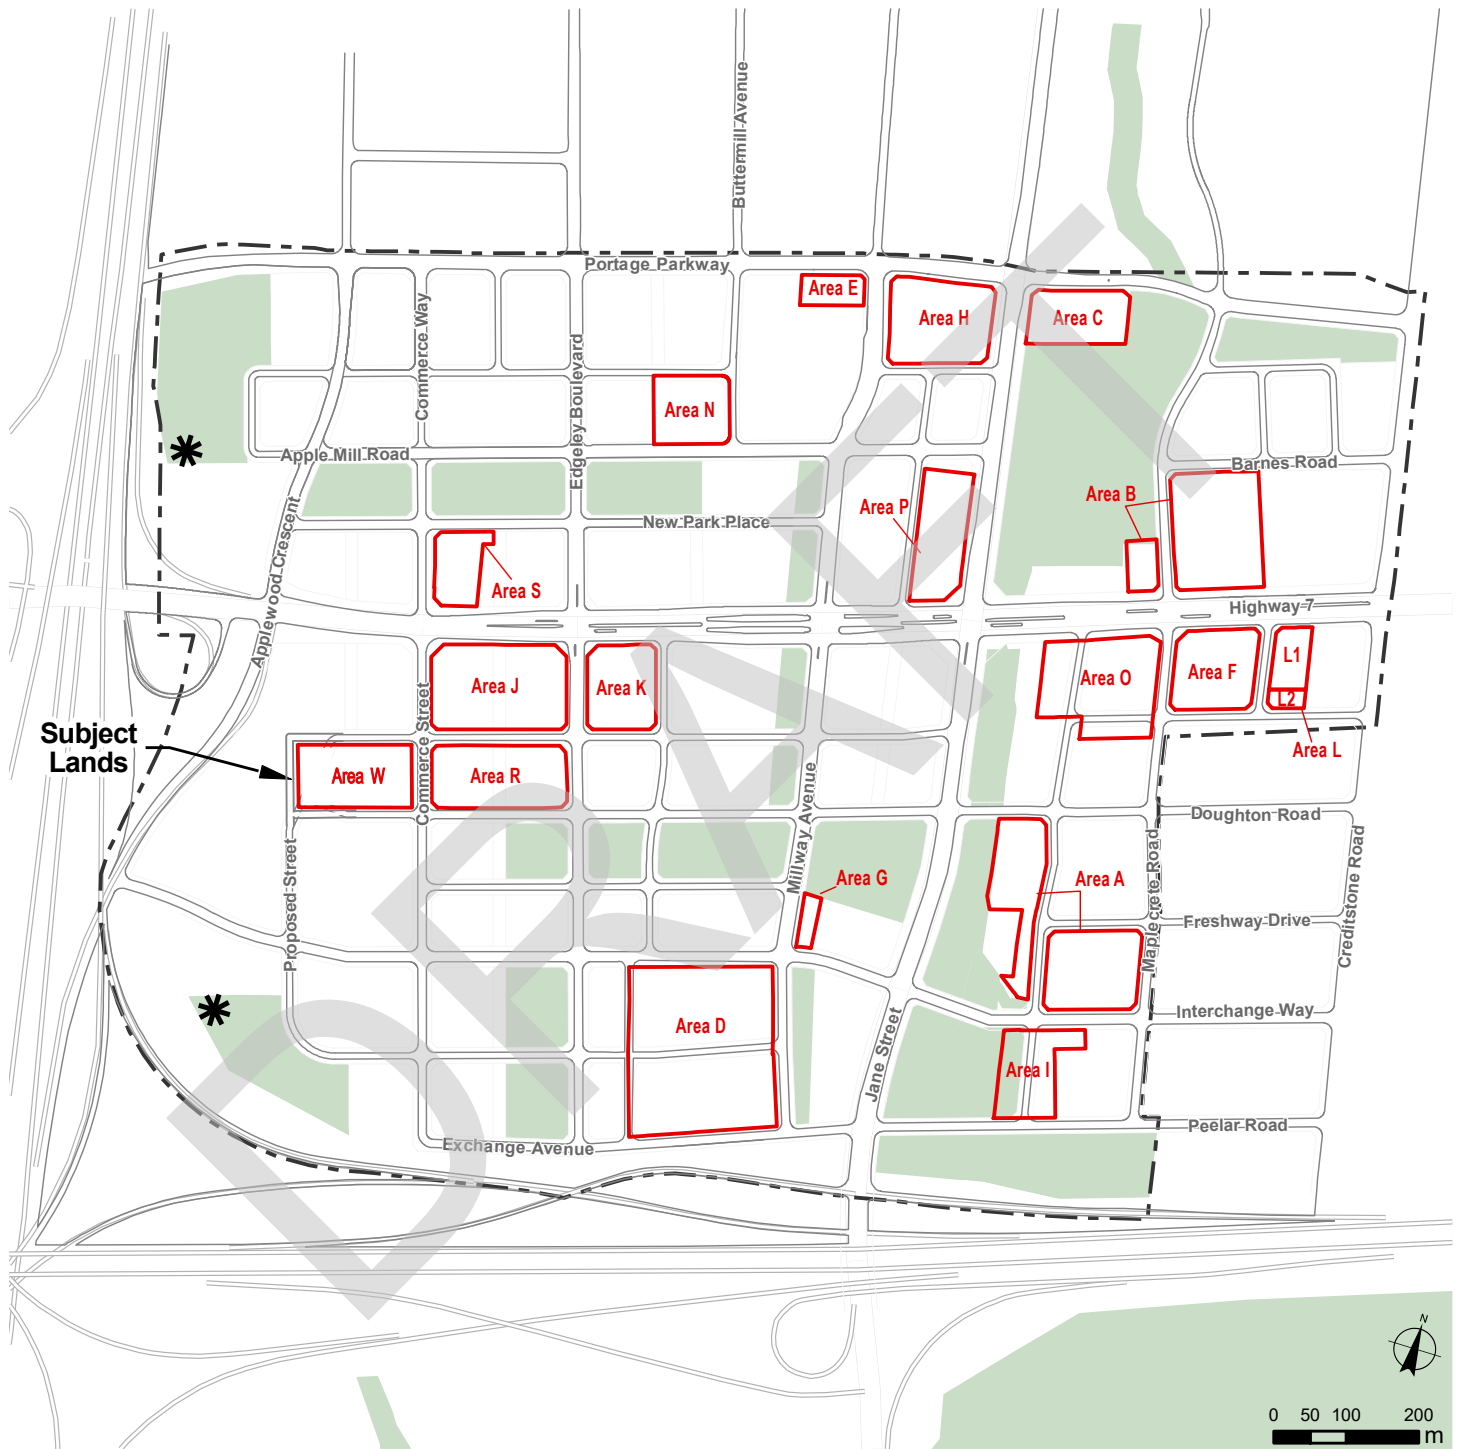 Buttermill Avenue
Portage Parkway
Area E
Area H
Area C
Commerce Way
Edgeley Boulevard
Area N
Apple Mill Road
Barnes Road
Area B
Area P
New Park Place
Applewood Crescent
Area S
Highway 7
Area J
Area K
Area O
Area F
L1
L2
Area L
Subject
Lands
Area W
Commerce Street
Area R
Millway Avenue
Doughton Road
Proposed Street
Area G
Area A
Maplecrete Road
Creditstone Road
Freshway Drive
Area D
Interchange Way
Jane Street
Area I
Peelar Road
Exchange Avenue
DRAFT
N
0 50 100 200
m